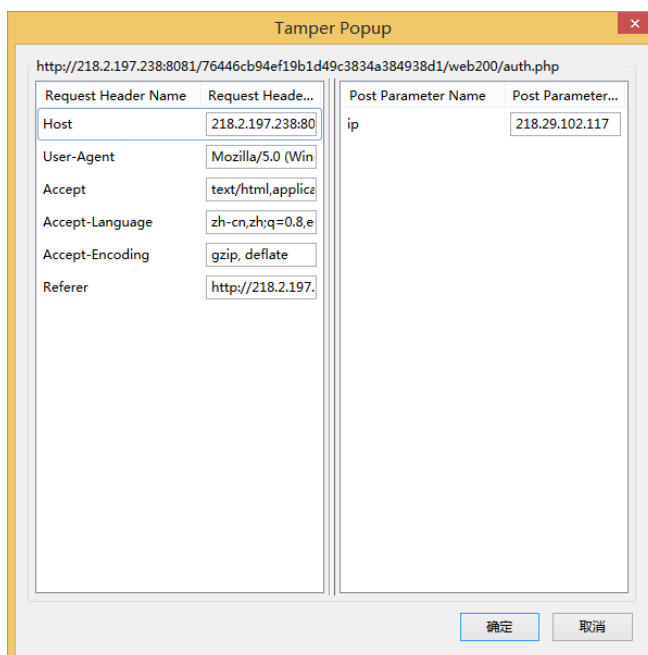 Tamper Popup
http://218.2.197.238:8081/76446cb94ef19b1d49c3834a384938d1/web200/auth.php
Request Header Name Request Heade... Post Parameter Name Post Parameter...
Host 218.2.197.238:80 ip 218.29.102.117
User-Agent Mozilla/5.0 (Win
Accept text/html,applica
Accept-Language zh-cn,zh;q=0.8,e
Accept-Encoding gzip, deflate
Referer http://218.2.197.
确定 取消